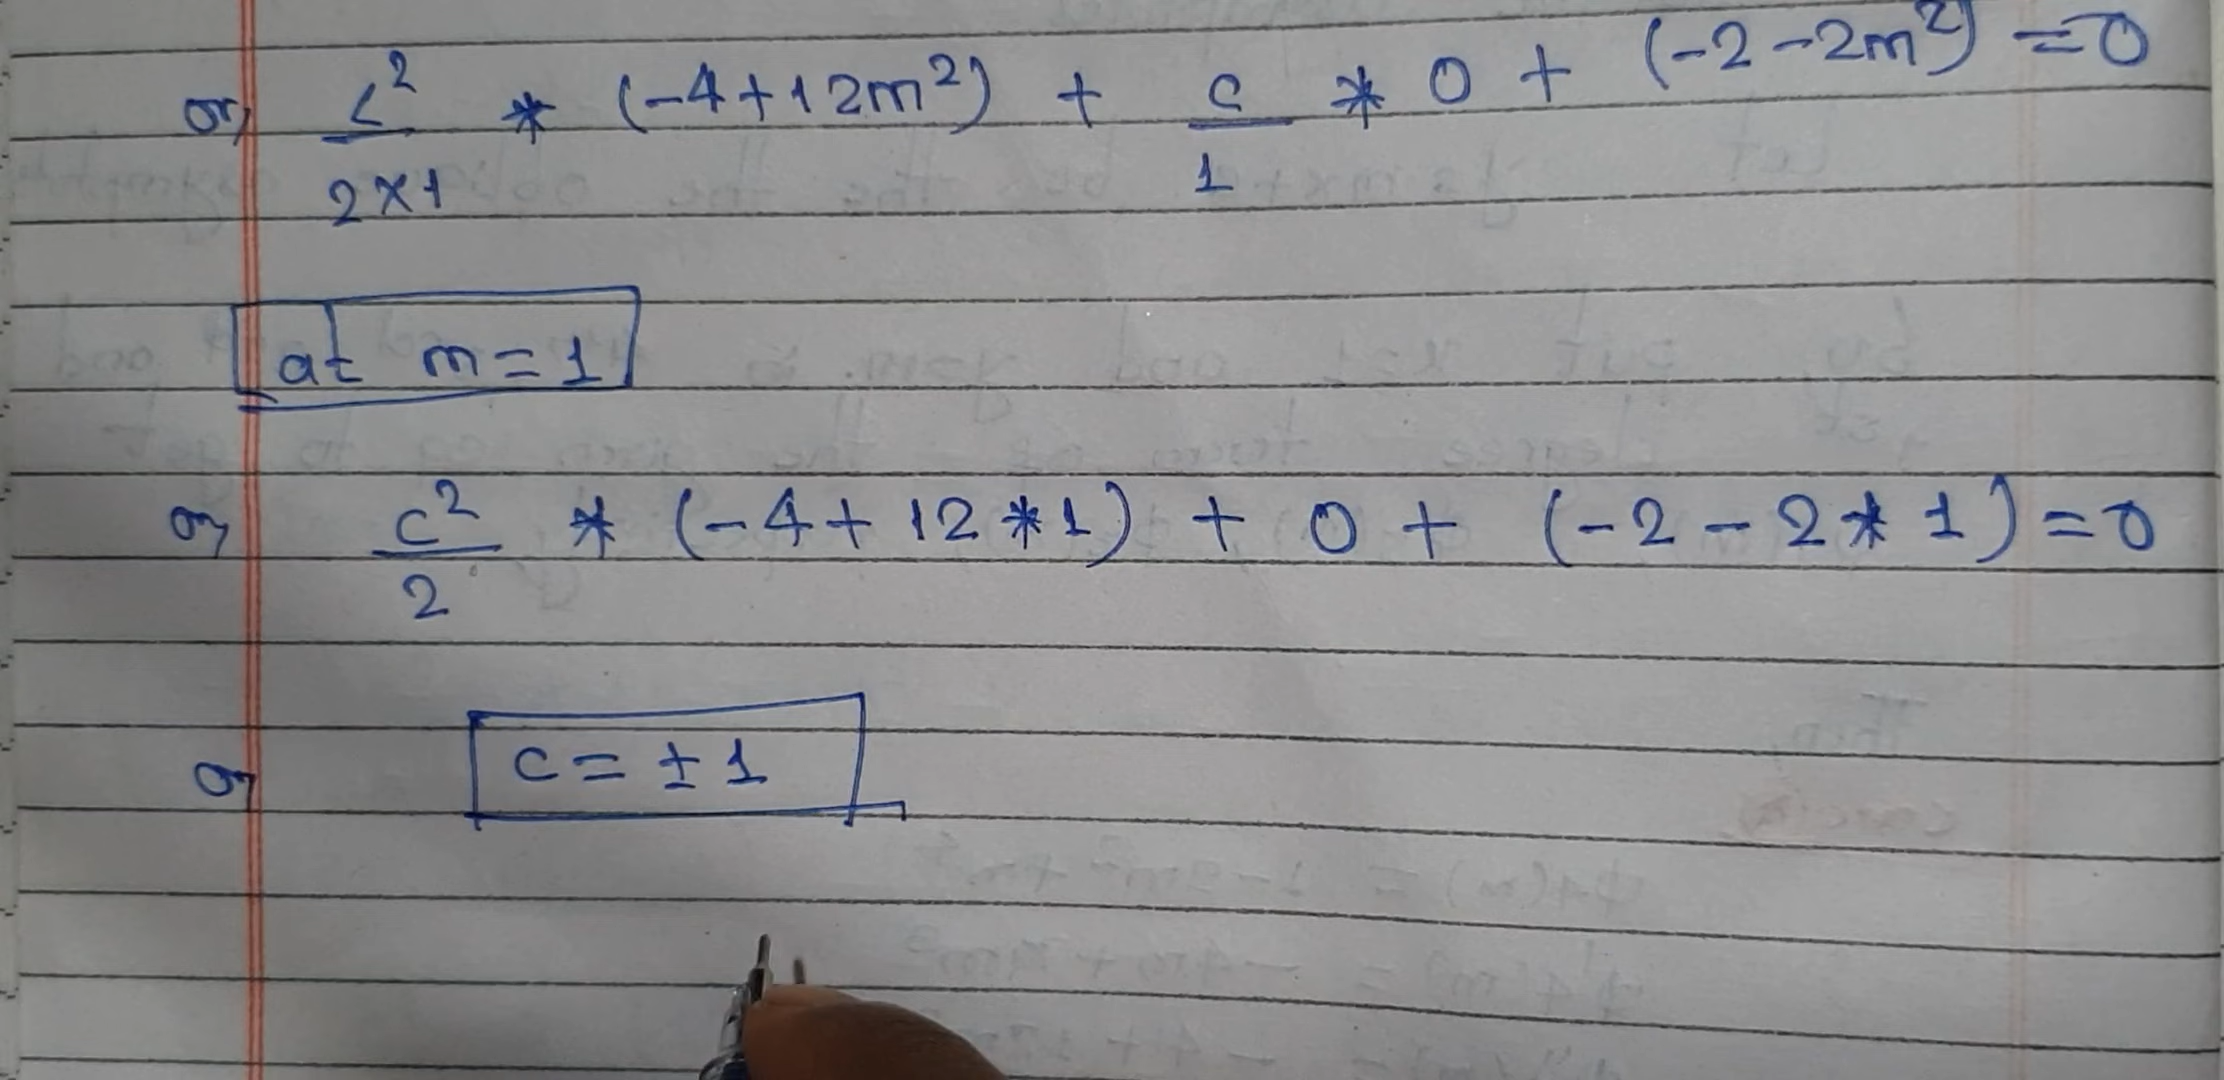 or, c²/2×1 * (-4+12m²) + c/1 * 0 + (-2-2m²) = 0
at m = 1
or, c²/2 * (-4+12*1) + 0 + (-2-2*1) = 0
or, c = ±1